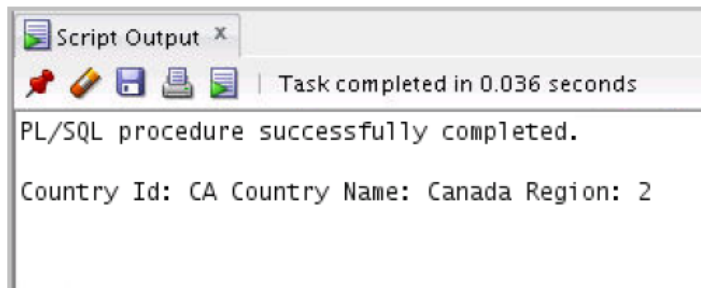 Script Output x
Task completed in 0.036 seconds
PL/SQL procedure successfully completed.
Country Id: CA Country Name: Canada Region: 2